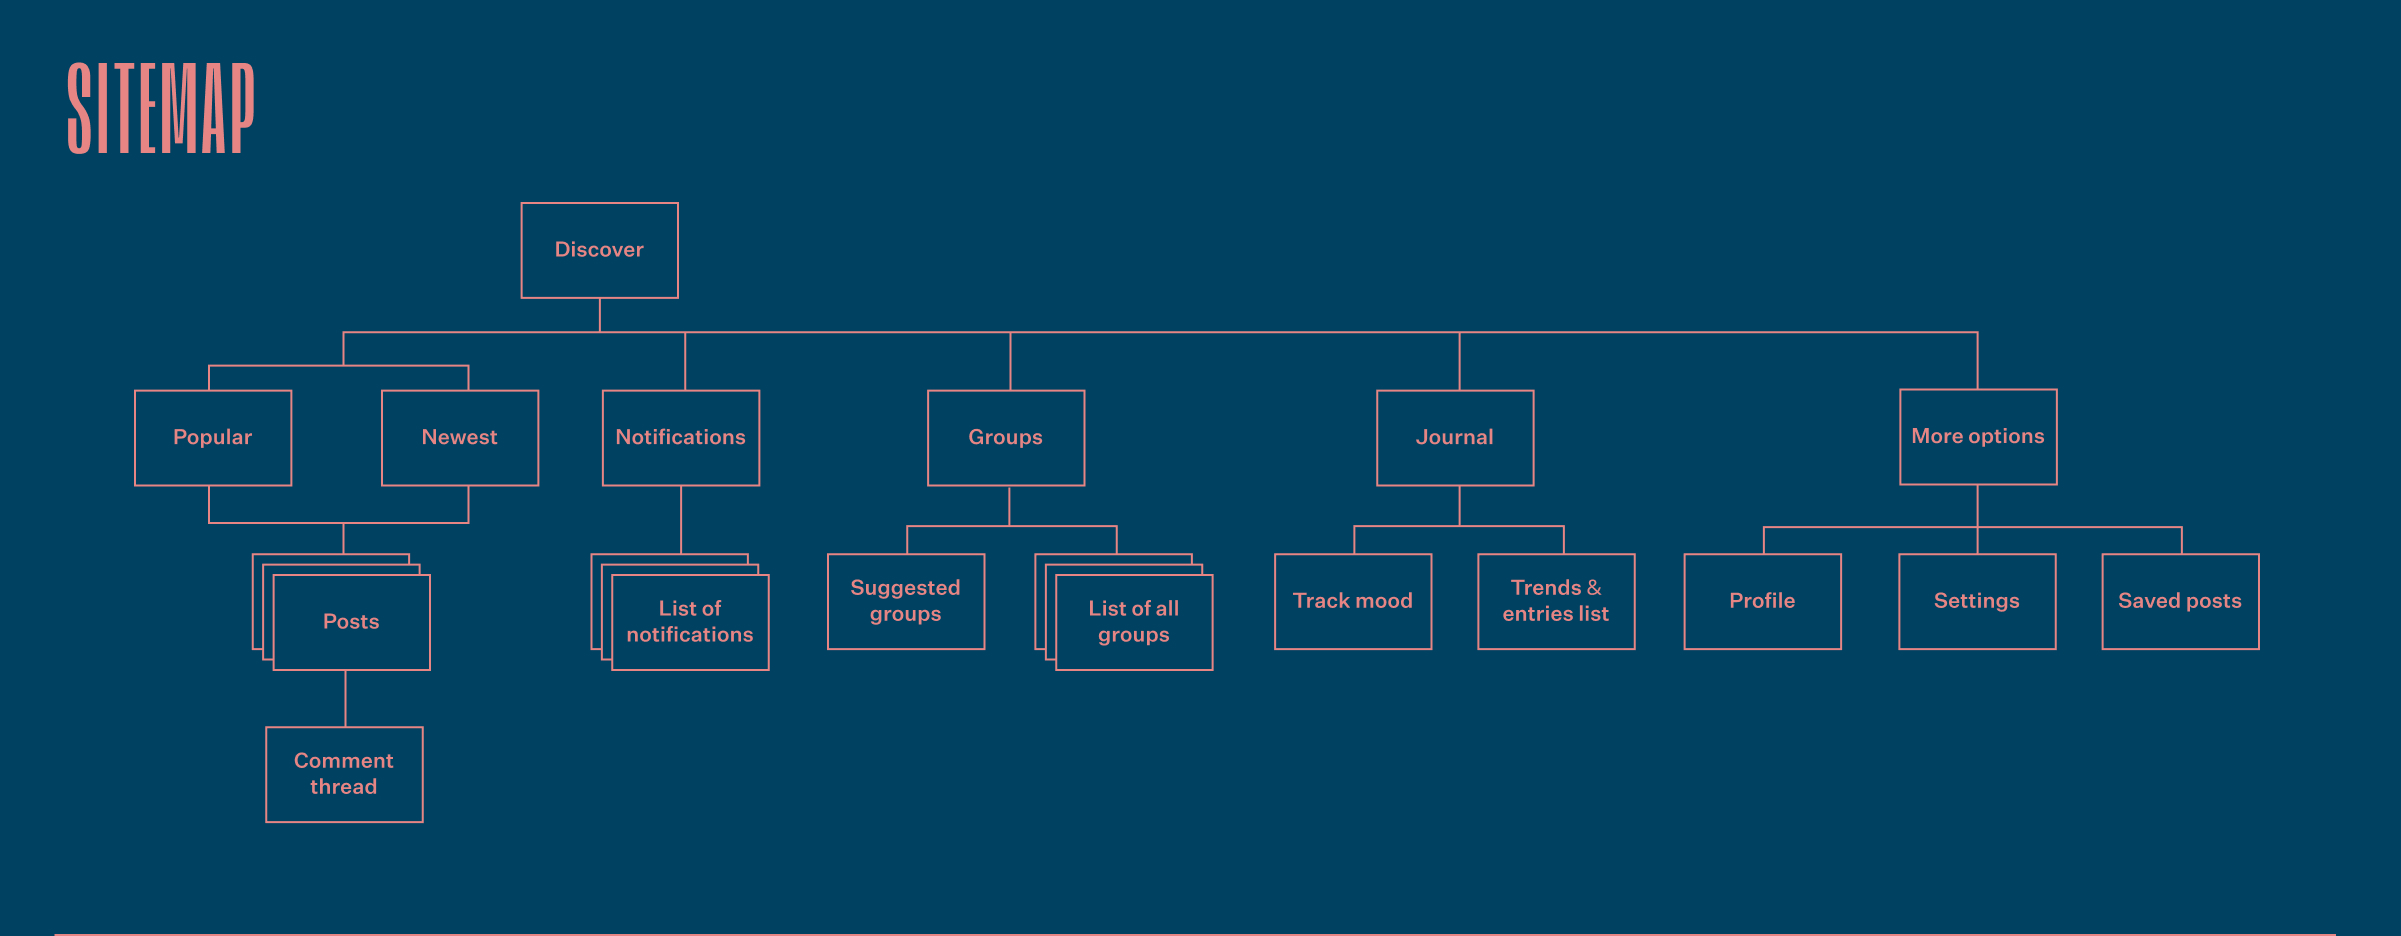 SITEMAP
Discover
Popular
Newest
Notifications
Groups
Journal
More options
Posts
List of
notifications
Suggested
groups
List of all
groups
Track mood
Trends &
entries list
Profile
Settings
Saved posts
Comment
thread